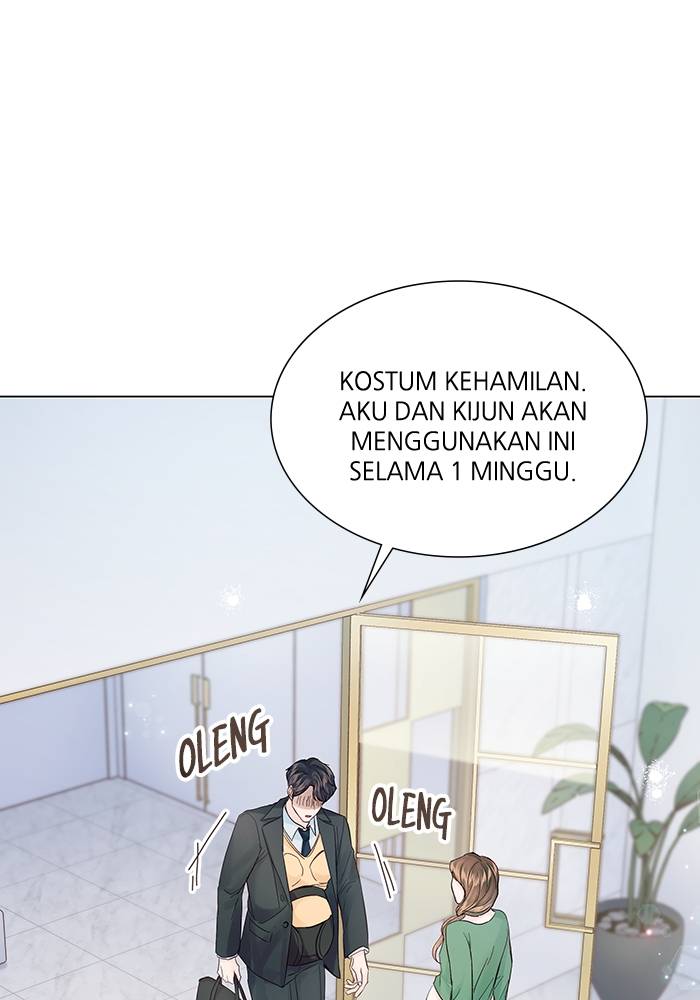 KOSTUM KEHAMILAN.
AKU DAN KIJUN AKAN
MENGGUNAKAN INI
SELAMA 1 MINGGU.
OLENG
OLENG